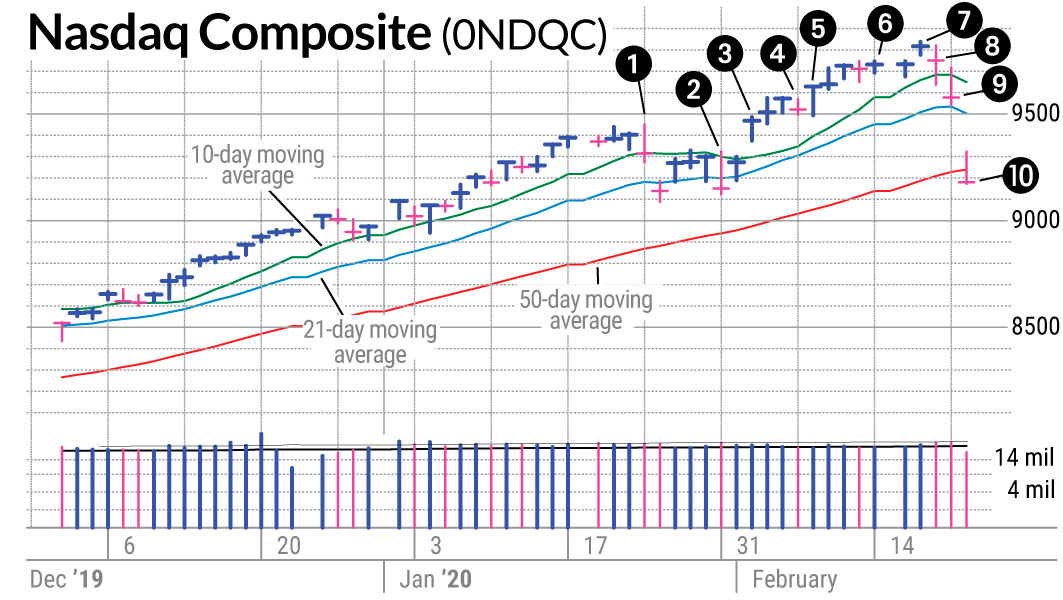 Nasdaq Composite (0NDQC)
1
2
3
4
5
6
7
8
9
10
10-day moving
average
21-day moving
average
50-day moving
average
9500
9000
8500
14 mil
4 mil
6 20 3 17 31 14
Dec ’19 Jan ’20 February